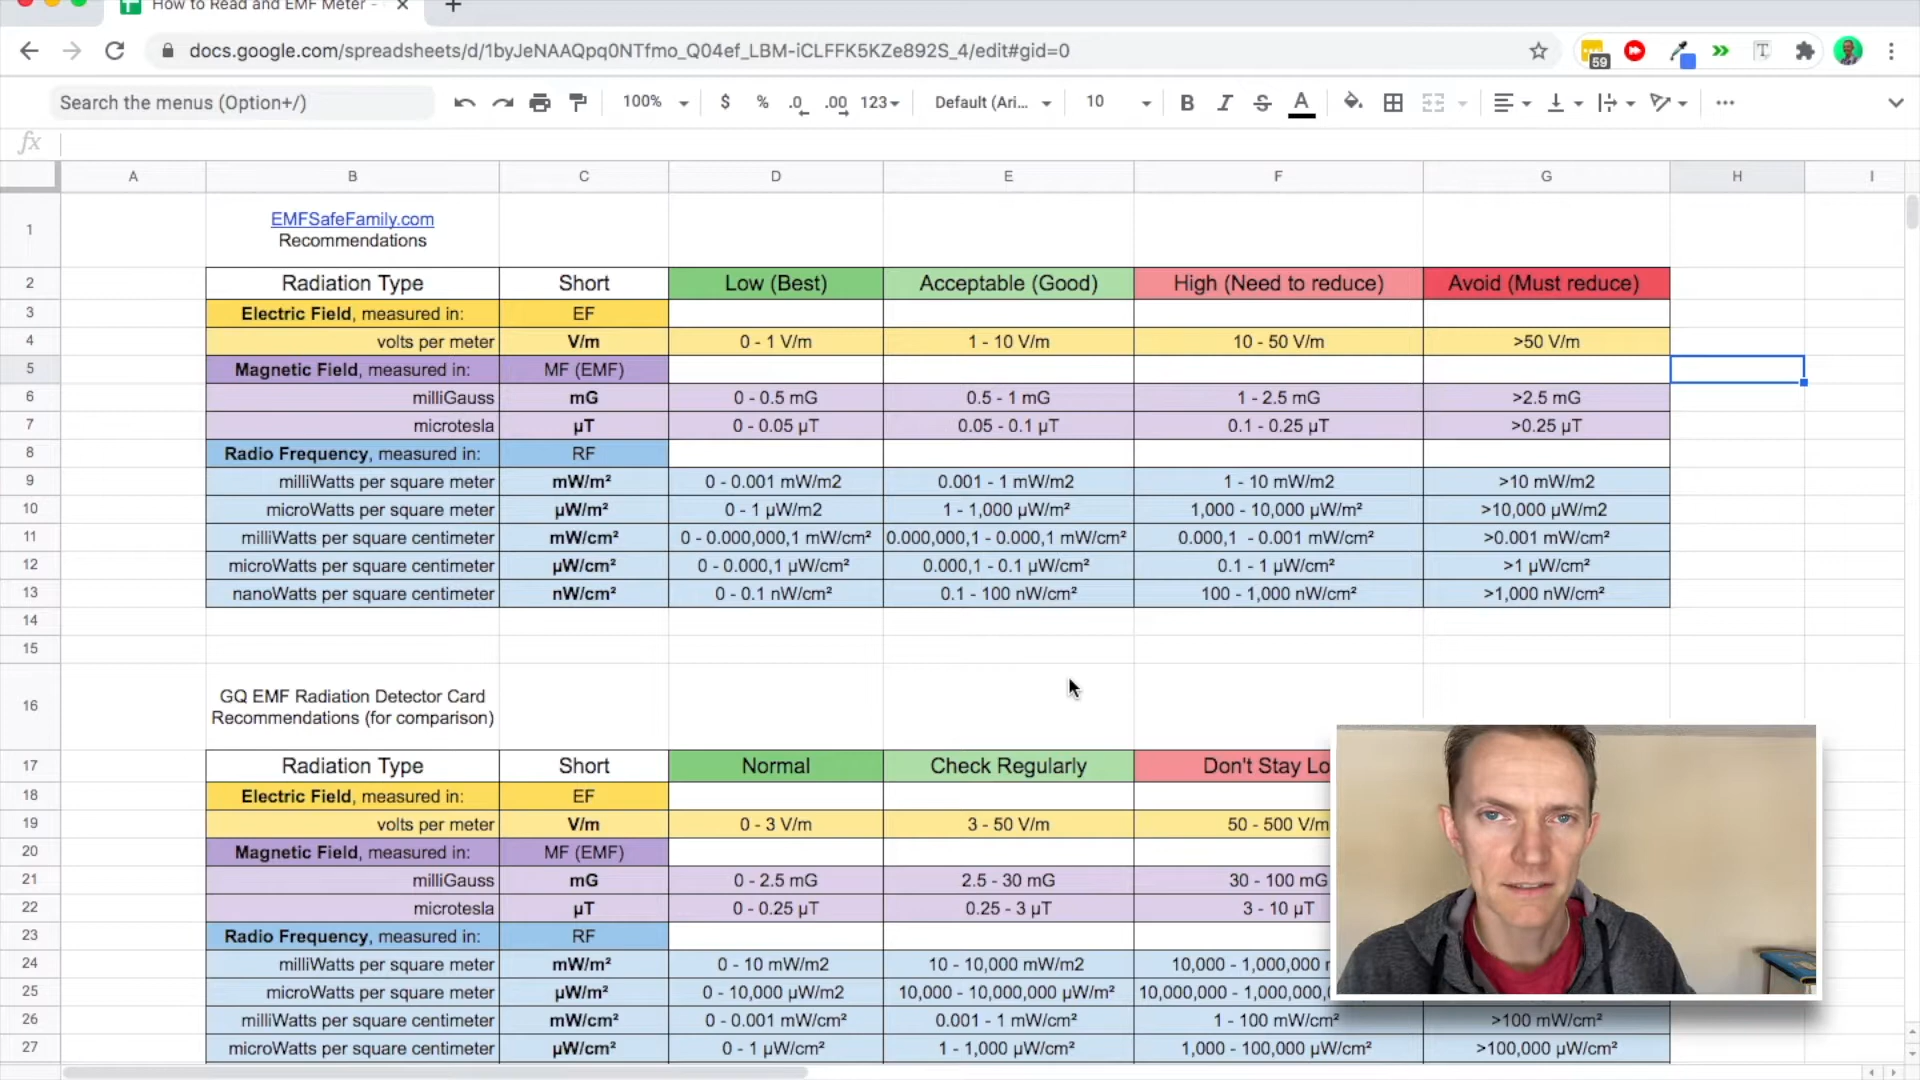 How to Read and EMF Meter -
docs.google.com/spreadsheets/d/1byJeNAAQpq0NTfmo_Q04ef_LBM-iCLFFK5KZe892S_4/edit#gid=0
59
Search the menus (Option+/) 100% $ % .0 .00 123 Default (Ari... 10 B I S A
fx
A B C D E F G H I
1 EMFSafeFamily.com
Recommendations
2 Radiation Type Short Low (Best) Acceptable (Good) High (Need to reduce) Avoid (Must reduce)
3 Electric Field, measured in: EF
4 volts per meter V/m 0 - 1 V/m 1 - 10 V/m 10 - 50 V/m >50 V/m
5 Magnetic Field, measured in: MF (EMF)
6 milliGauss mG 0 - 0.5 mG 0.5 - 1 mG 1 - 2.5 mG >2.5 mG
7 microtesla µT 0 - 0.05 µT 0.05 - 0.1 µT 0.1 - 0.25 µT >0.25 µT
8 Radio Frequency, measured in: RF
9 milliWatts per square meter mW/m² 0 - 0.001 mW/m2 0.001 - 1 mW/m2 1 - 10 mW/m2 >10 mW/m2
10 microWatts per square meter µW/m² 0 - 1 µW/m2 1 - 1,000 µW/m² 1,000 - 10,000 µW/m² >10,000 µW/m2
11 milliWatts per square centimeter mW/cm² 0 - 0.000,000,1 mW/cm² 0.000,000,1 - 0.000,1 mW/cm² 0.000,1 - 0.001 mW/cm² >0.001 mW/cm²
12 microWatts per square centimeter µW/cm² 0 - 0.000,1 µW/cm² 0.000,1 - 0.1 µW/cm² 0.1 - 1 µW/cm² >1 µW/cm²
13 nanoWatts per square centimeter nW/cm² 0 - 0.1 nW/cm² 0.1 - 100 nW/cm² 100 - 1,000 nW/cm² >1,000 nW/cm²
14
15
16 GQ EMF Radiation Detector Card
Recommendations (for comparison)
17 Radiation Type Short Normal Check Regularly Don't Stay Lo
18 Electric Field, measured in: EF
19 volts per meter V/m 0 - 3 V/m 3 - 50 V/m 50 - 500 V/m
20 Magnetic Field, measured in: MF (EMF)
21 milliGauss mG 0 - 2.5 mG 2.5 - 30 mG 30 - 100 mG
22 microtesla µT 0 - 0.25 µT 0.25 - 3 µT 3 - 10 µT
23 Radio Frequency, measured in: RF
24 milliWatts per square meter mW/m² 0 - 10 mW/m2 10 - 10,000 mW/m2 10,000 - 1,000,000
25 microWatts per square meter µW/m² 0 - 10,000 µW/m2 10,000 - 10,000,000 µW/m² 10,000,000 - 1,000,000,
26 milliWatts per square centimeter mW/cm² 0 - 0.001 mW/cm² 0.001 - 1 mW/cm² 1 - 100 mW/cm² >100 mW/cm²
27 microWatts per square centimeter µW/cm² 0 - 1 µW/cm² 1 - 1,000 µW/cm² 1,000 - 100,000 µW/cm² >100,000 µW/cm²